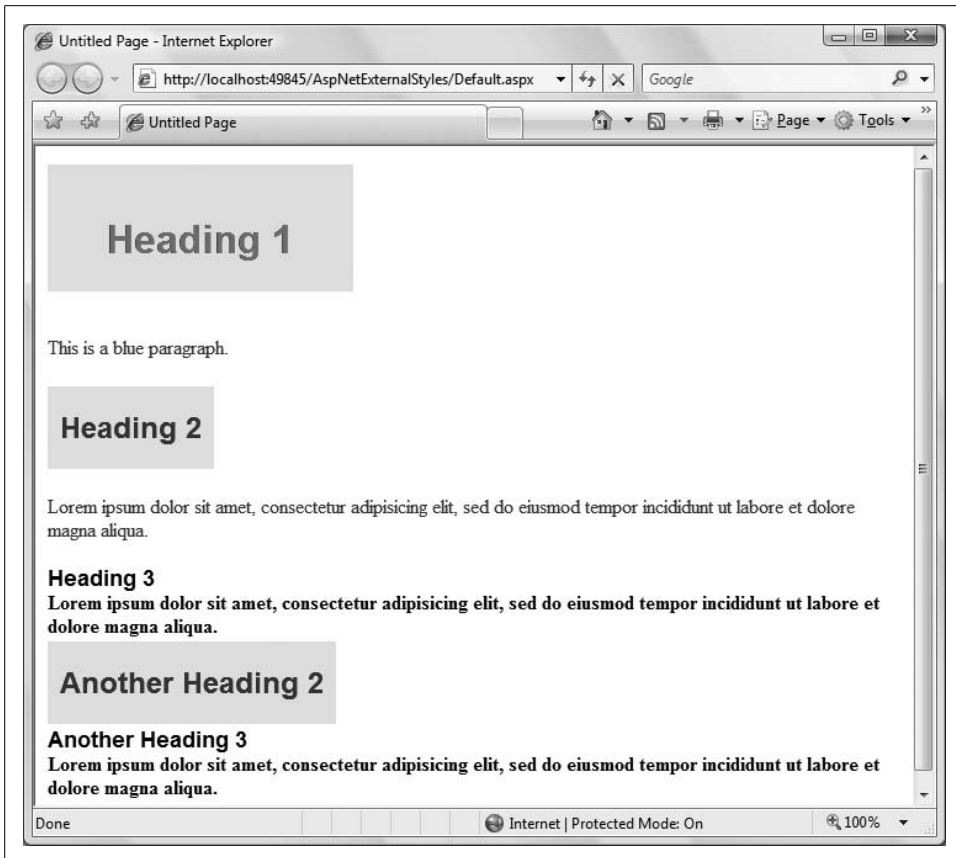 Untitled Page - Internet Explorer
http://localhost:49845/AspNetExternalStyles/Default.aspx
Google
Untitled Page
Page
Tools
Heading 1
This is a blue paragraph.
Heading 2
Lorem ipsum dolor sit amet, consectetur adipisicing elit, sed do eiusmod tempor incididunt ut labore et dolore
magna aliqua.
Heading 3
Lorem ipsum dolor sit amet, consectetur adipisicing elit, sed do eiusmod tempor incididunt ut labore et
dolore magna aliqua.
Another Heading 2
Another Heading 3
Lorem ipsum dolor sit amet, consectetur adipisicing elit, sed do eiusmod tempor incididunt ut labore et
dolore magna aliqua.
Done
Internet | Protected Mode: On
100%